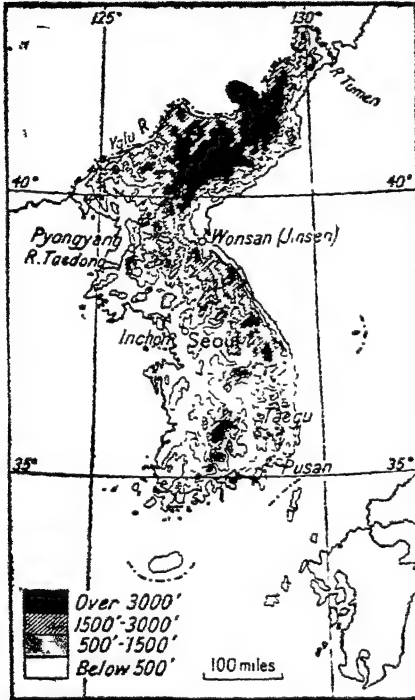 125° 130°
R. Tumen
Yalu R.
40° 40°
Pyongyang
Wonsan (Jinsen)
R. Taedong
Inchon Seoul
Taegu
Pusan
35° 35°
Over 3000'
1500'-3000'
500'-1500'
Below 500'
100 miles